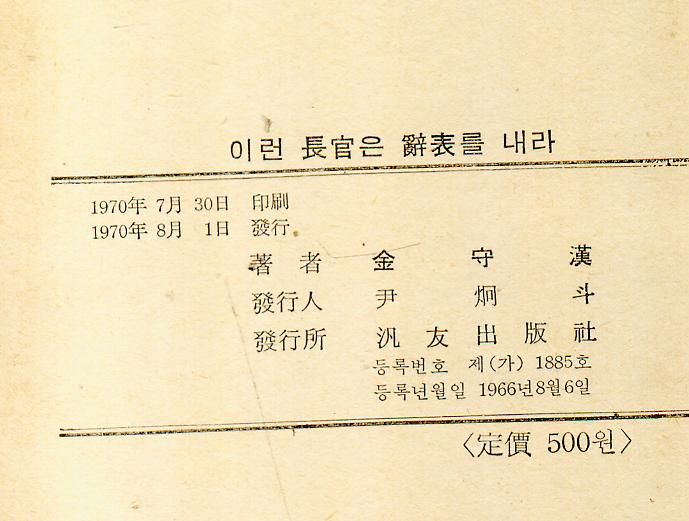 이런 長官은 辭表를 내라
1970年 7月 30日 印刷
1970年 8月 1日 發行
著者 金守漢
發行人 尹炯斗
發行所 汎友出版社
등록번호 제(가) 1885호
등록년월일 1966년8월6일
<定價 500원>